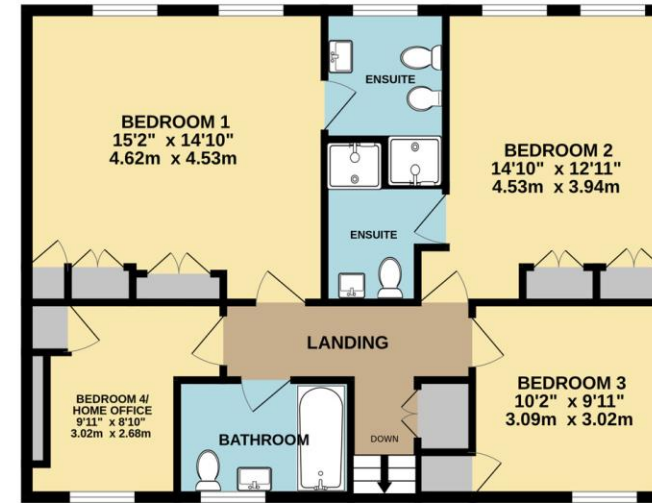 BEDROOM 1
15'2" x 14'10"
4.62m x 4.53m
ENSUITE
BEDROOM 2
14'10" x 12'11"
4.53m x 3.94m
ENSUITE
LANDING
BEDROOM 4/
HOME OFFICE
9'11" x 8'10"
3.02m x 2.68m
BATHROOM
DOWN
BEDROOM 3
10'2" x 9'11"
3.09m x 3.02m